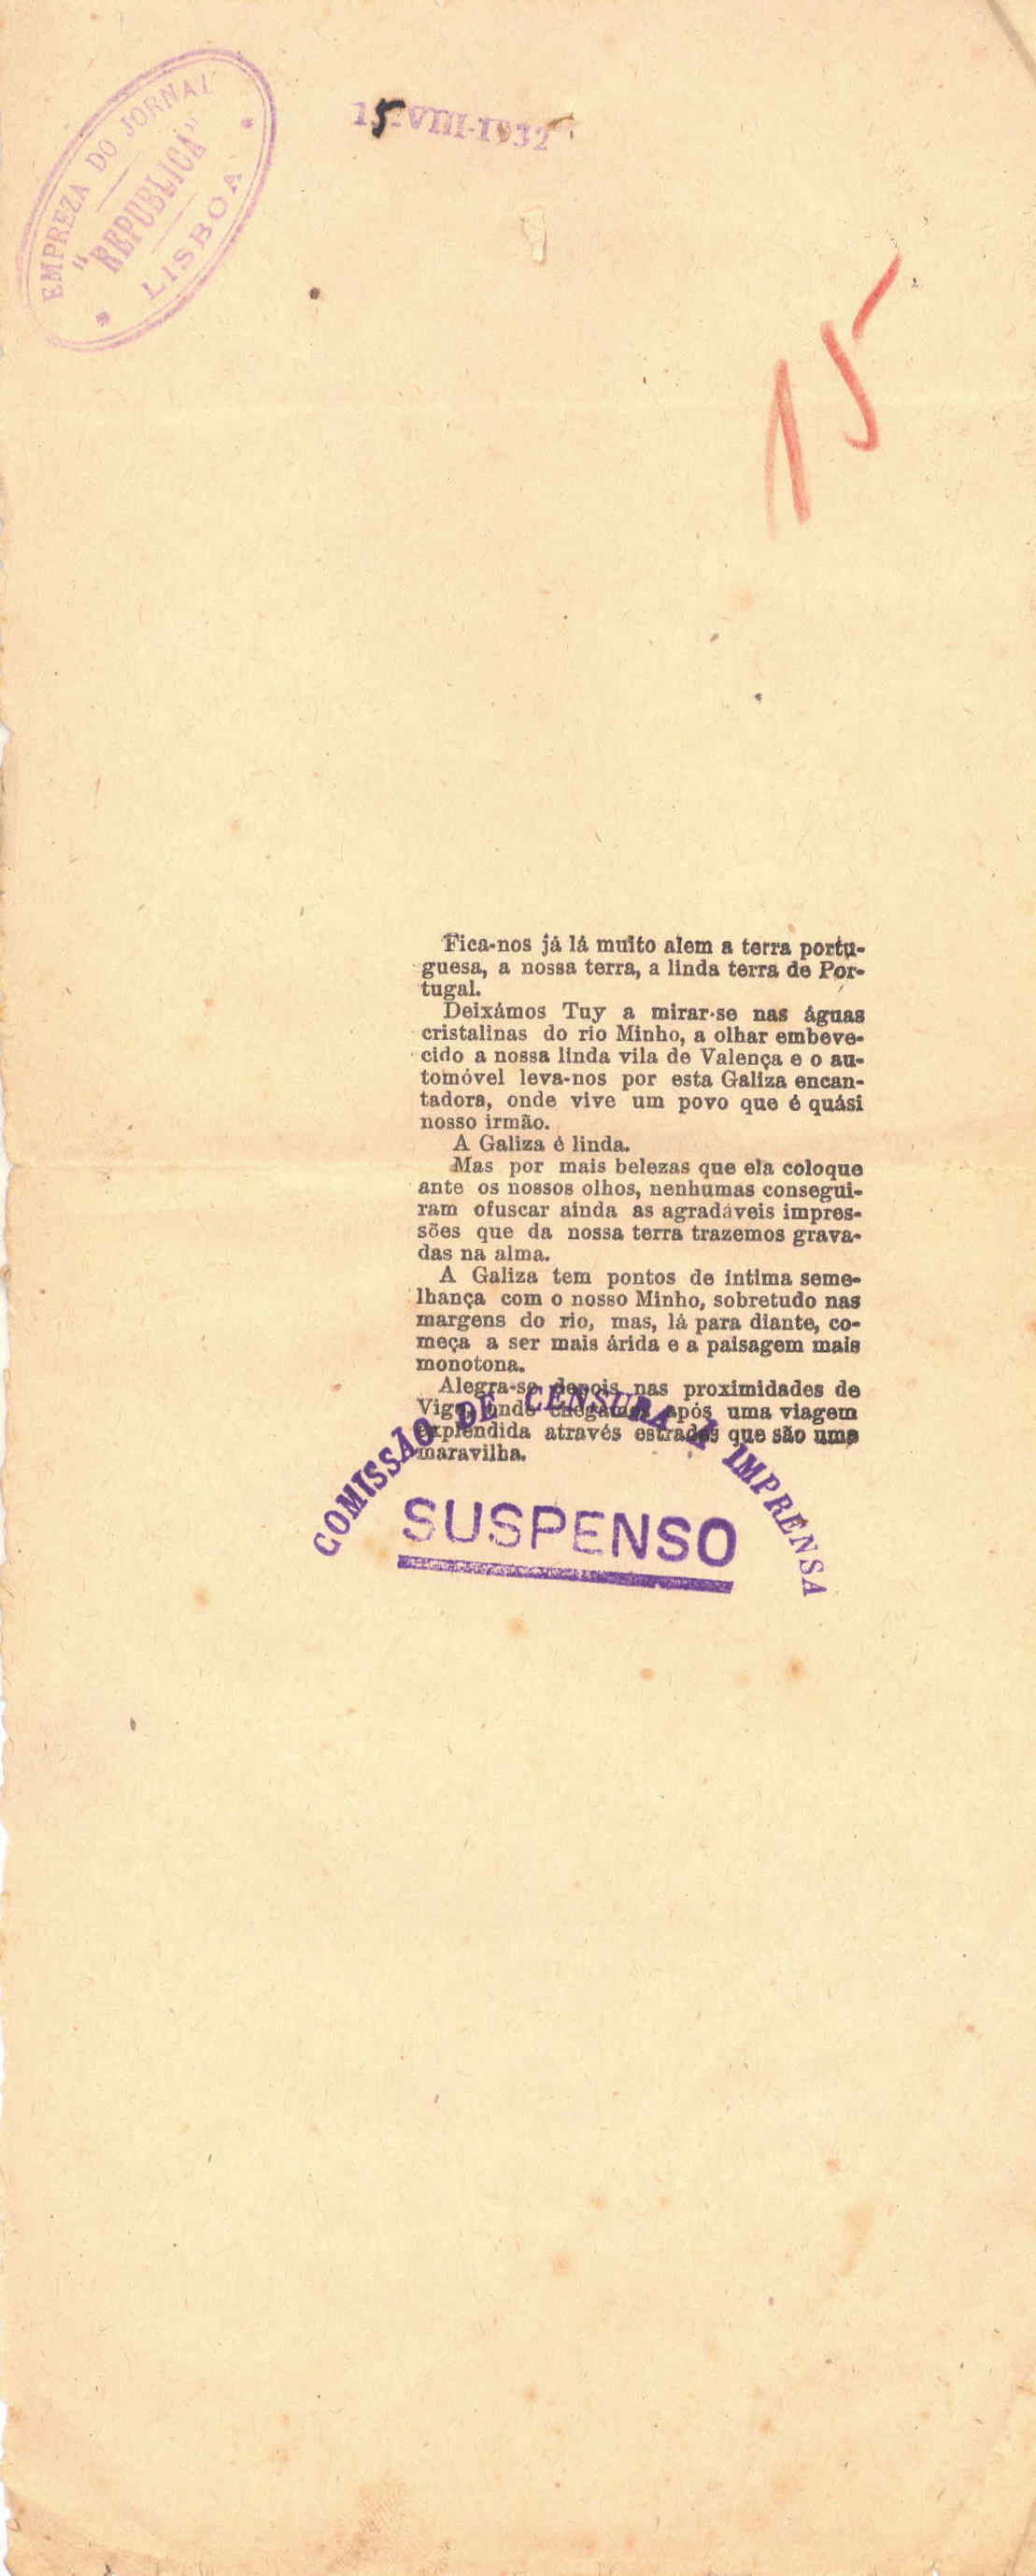 EMPREZA DO JORNAL
"REPUBLICA"
LISBOA
15-VIII-1932
15
Fica-nos já lá muito alem a terra portu-
guesa, a nossa terra, a linda terra de Por-
tugal.
Deixámos Tuy a mirar-se nas águas
cristalinas do rio Minho, a olhar embeve-
cido a nossa linda vila de Valença e o au-
tomóvel leva-nos por esta Galiza encan-
tadora, onde vive um povo que é quási
nosso irmão.
A Galiza é linda.
Mas por mais belezas que ela coloque
ante os nossos olhos, nenhumas consegui-
ram ofuscar ainda as agradáveis impres-
sões que da nossa terra trazemos grava-
das na alma.
A Galiza tem pontos de intima seme-
lhança com o nosso Minho, sobretudo nas
margens do rio, mas, lá para diante, co-
meça a ser mais árida e a paisagem mais
monotona.
Alegra-se depois nas proximidades de
Vigo, onde chegámos após uma viagem
explendida através estradas que são uma
maravilha.
COMISSÃO DE CENSURA Á IMPRENSA
SUSPENSO